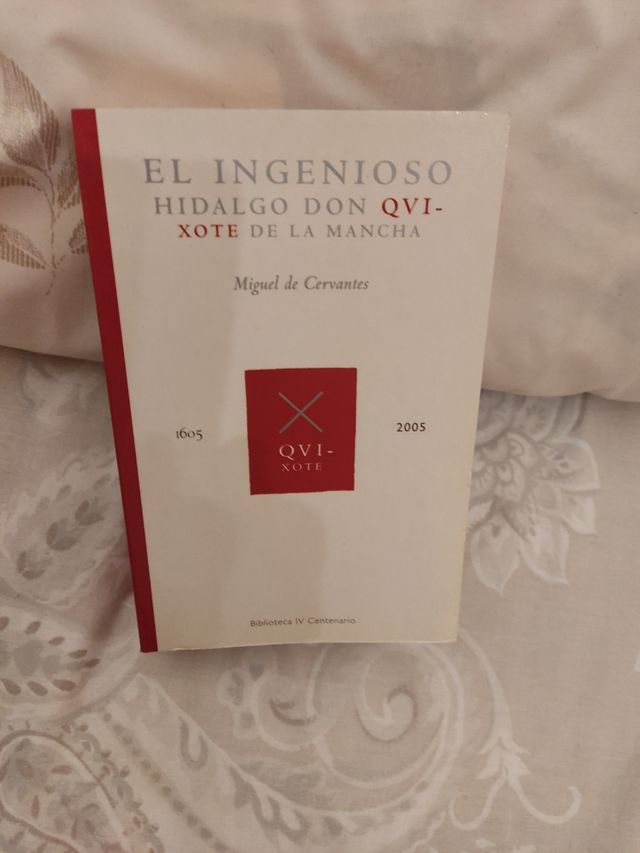 EL INGENIOSO
HIDALGO DON QVI-
XOTE DE LA MANCHA
Miguel de Cervantes
1605
QVI-
XOTE
2005
Biblioteca IV Centenario